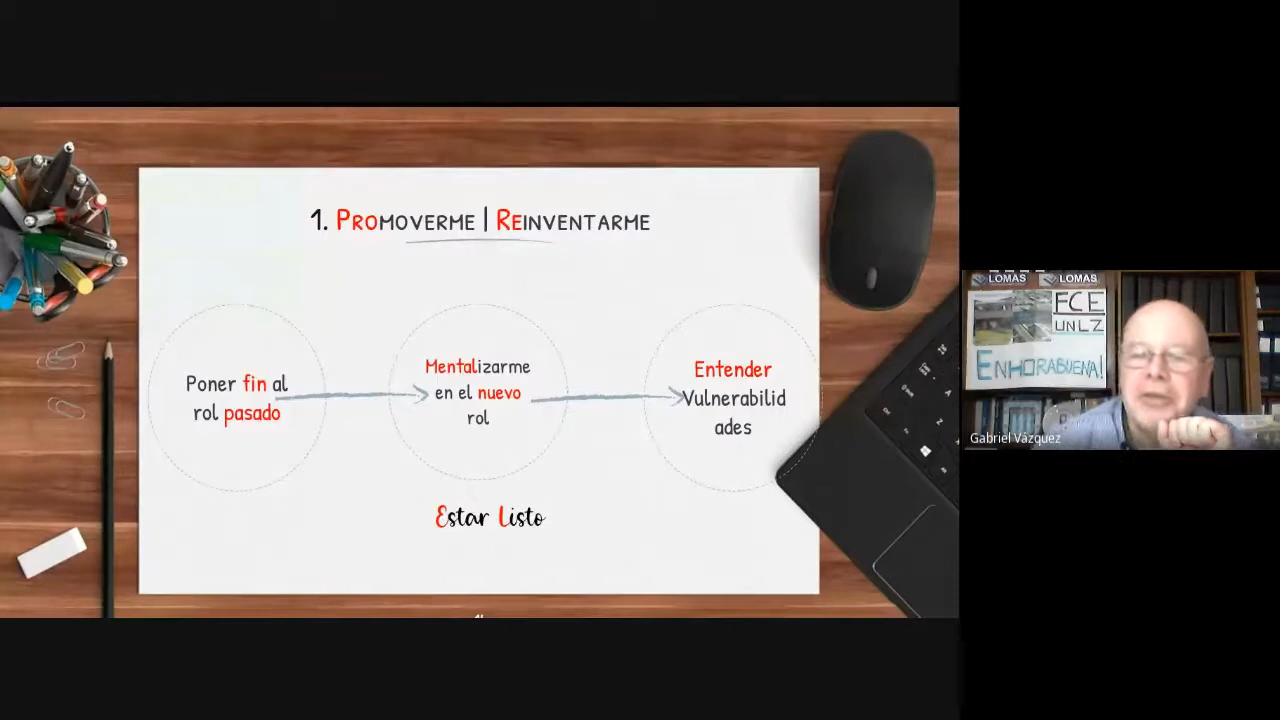 1. PROMOVERME | REINVENTARME
Poner fin al
rol pasado
Mentalizarme
en el nuevo
rol
Entender
Vulnerabilid
ades
Estar Listo
LOMAS
LOMAS
FCE
UNLZ
ENHORABUENA!
Gabriel Vázquez